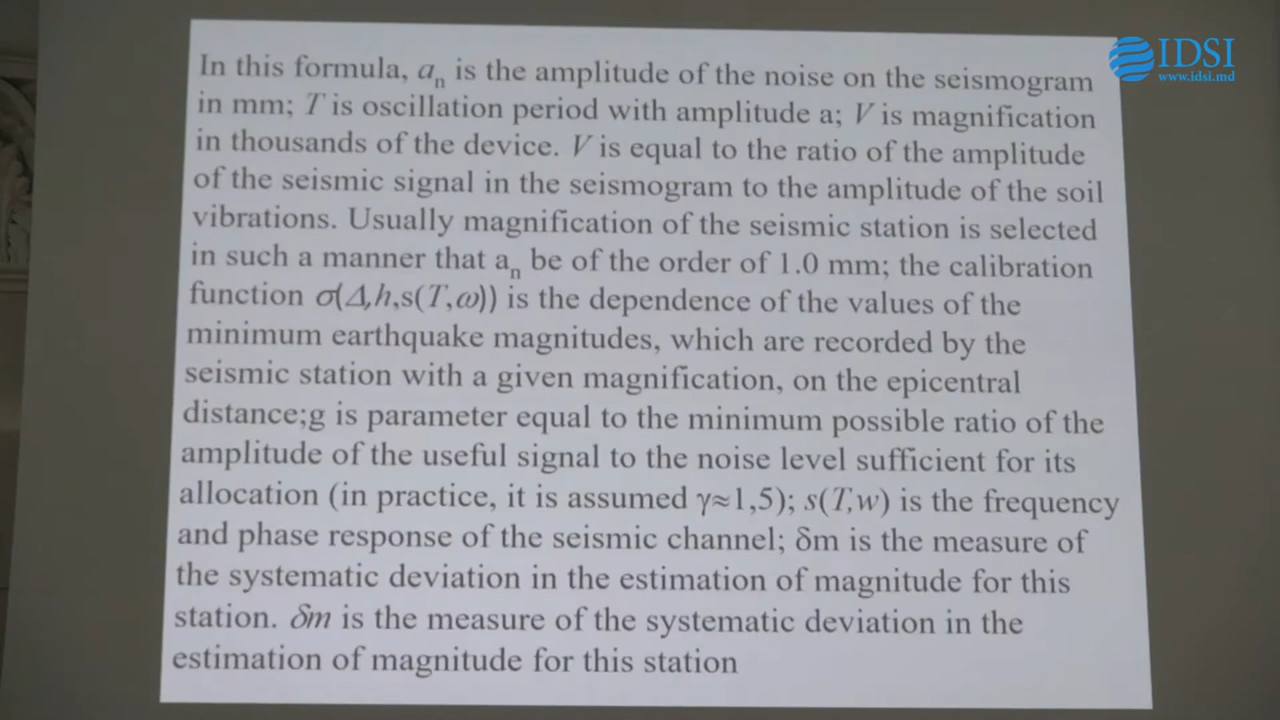 IDSI
www.idsi.md
In this formula, aₙ is the amplitude of the noise on the seismogram
in mm; T is oscillation period with amplitude a; V is magnification
in thousands of the device. V is equal to the ratio of the amplitude
of the seismic signal in the seismogram to the amplitude of the soil
vibrations. Usually magnification of the seismic station is selected
in such a manner that aₙ be of the order of 1.0 mm; the calibration
function σ(Δ,h,s(T,ω)) is the dependence of the values of the
minimum earthquake magnitudes, which are recorded by the
seismic station with a given magnification, on the epicentral
distance;g is parameter equal to the minimum possible ratio of the
amplitude of the useful signal to the noise level sufficient for its
allocation (in practice, it is assumed γ≈1,5); s(T,w) is the frequency
and phase response of the seismic channel; δm is the measure of
the systematic deviation in the estimation of magnitude for this
station. δm is the measure of the systematic deviation in the
estimation of magnitude for this station